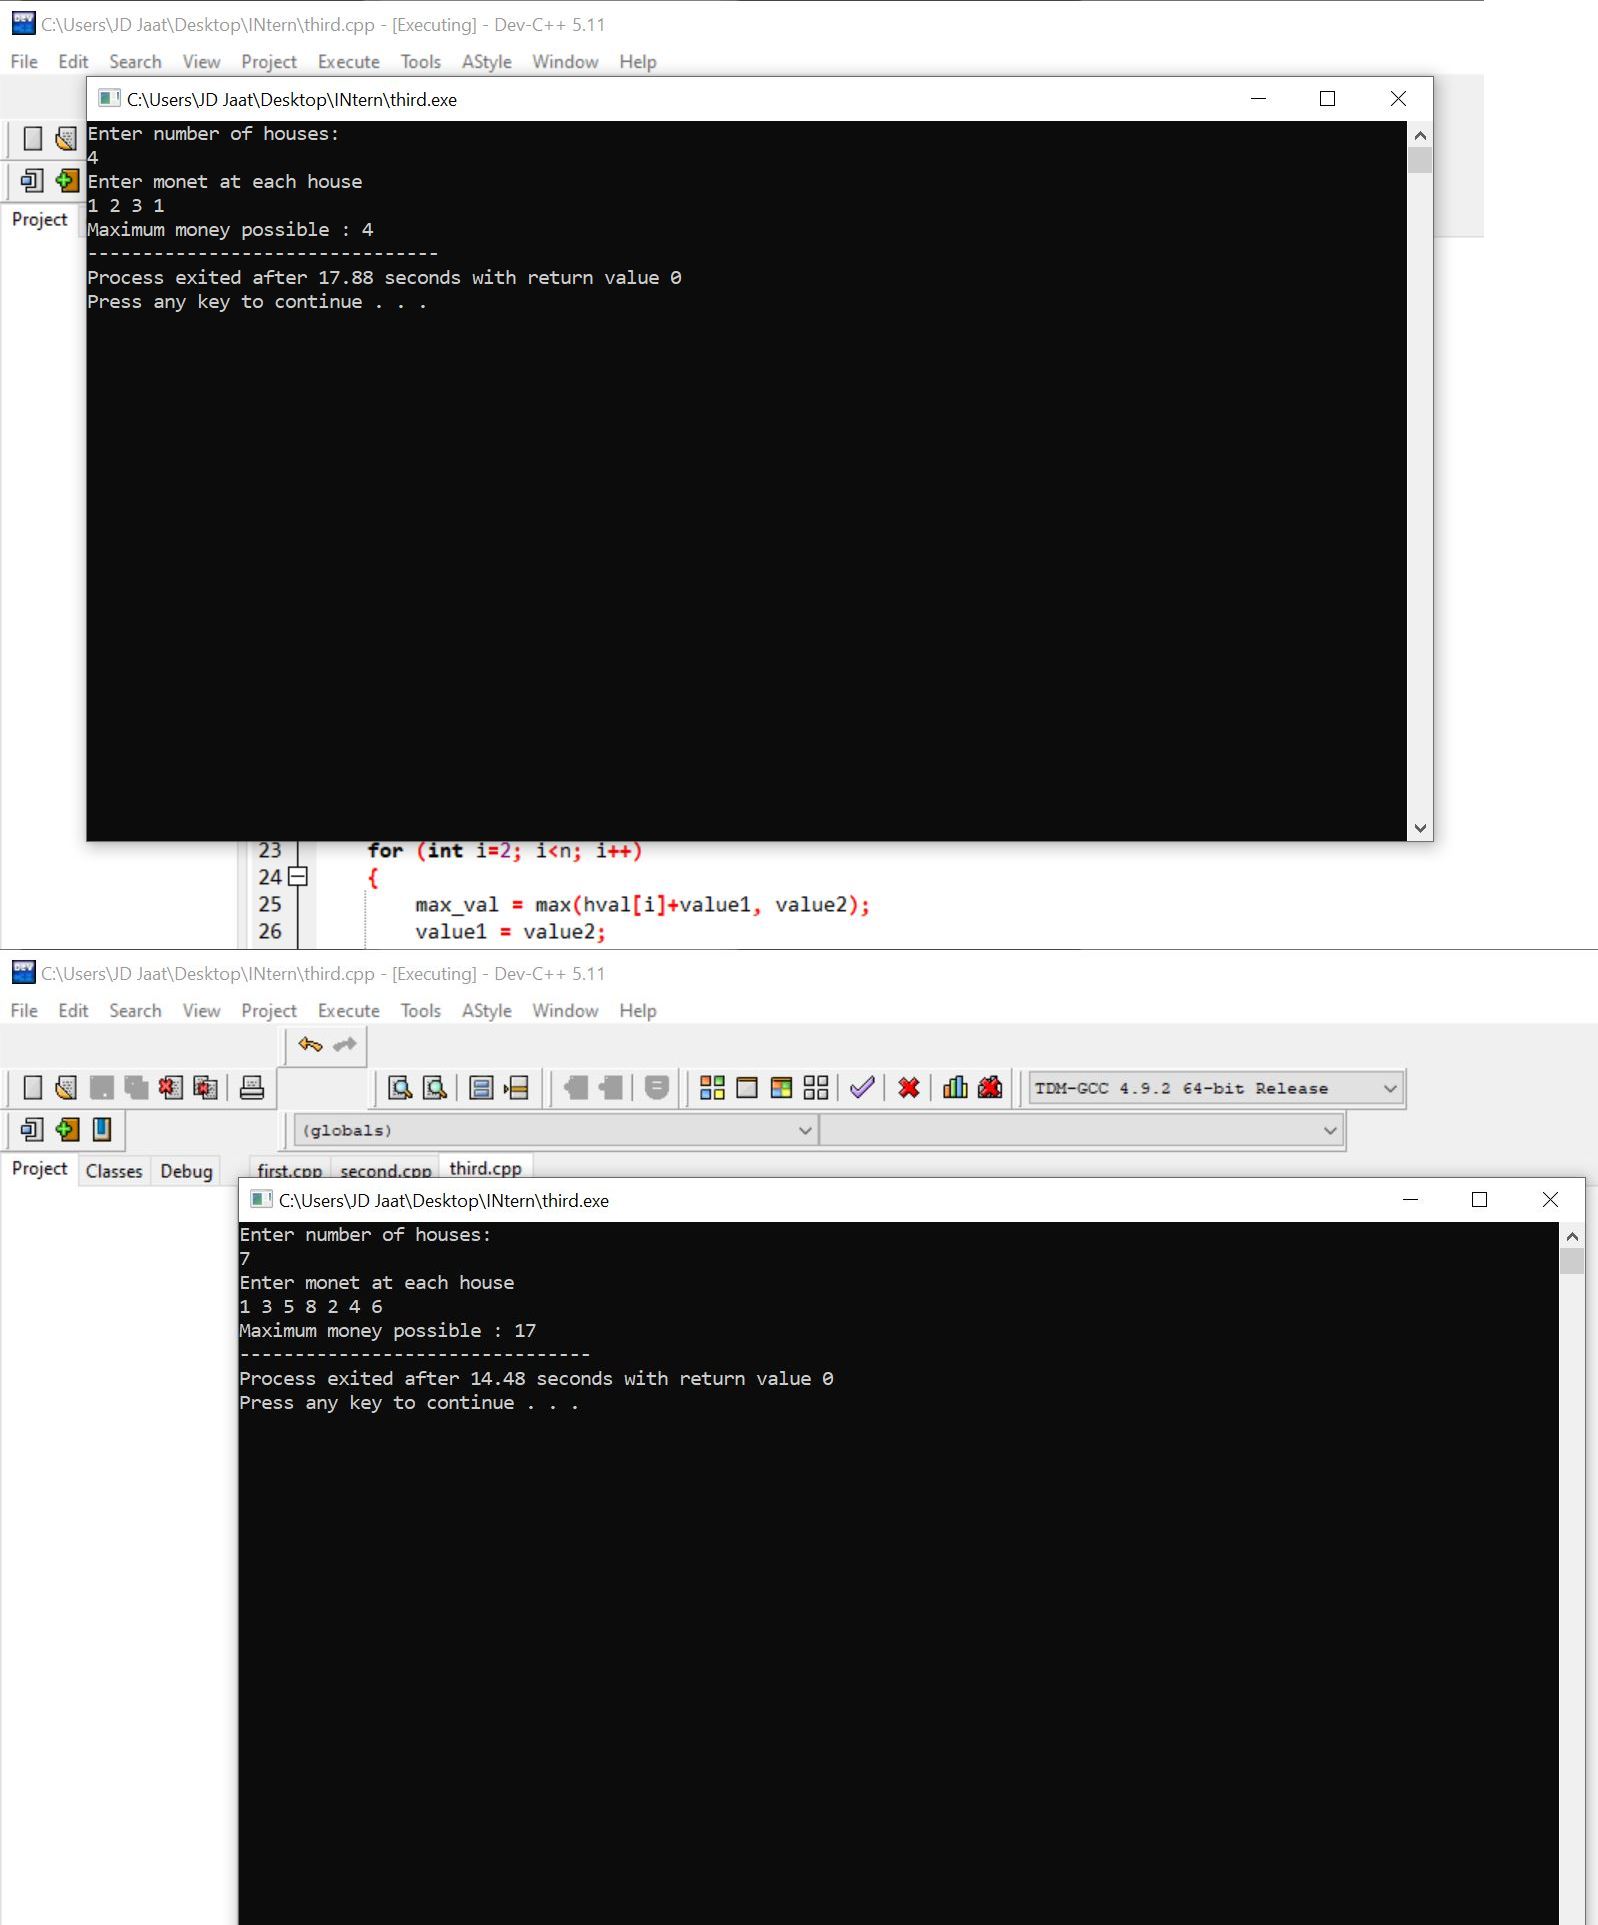 C:\Users\JD Jaat\Desktop\INtern\third.cpp - [Executing] - Dev-C++ 5.11
File Edit Search View Project Execute Tools AStyle Window Help
C:\Users\JD Jaat\Desktop\INtern\third.exe
Project
Enter number of houses:
4
Enter monet at each house
1 2 3 1
Maximum money possible : 4
--------------------------------
Process exited after 17.88 seconds with return value 0
Press any key to continue . . .
23 for (int i=2; i<n; i++)
24 {
25 max_val = max(hval[i]+value1, value2);
26 value1 = value2;
C:\Users\JD Jaat\Desktop\INtern\third.cpp - [Executing] - Dev-C++ 5.11
File Edit Search View Project Execute Tools AStyle Window Help
TDM-GCC 4.9.2 64-bit Release
(globals)
Project Classes Debug first.cpp second.cpp third.cpp
C:\Users\JD Jaat\Desktop\INtern\third.exe
Enter number of houses:
7
Enter monet at each house
1 3 5 8 2 4 6
Maximum money possible : 17
--------------------------------
Process exited after 14.48 seconds with return value 0
Press any key to continue . . .